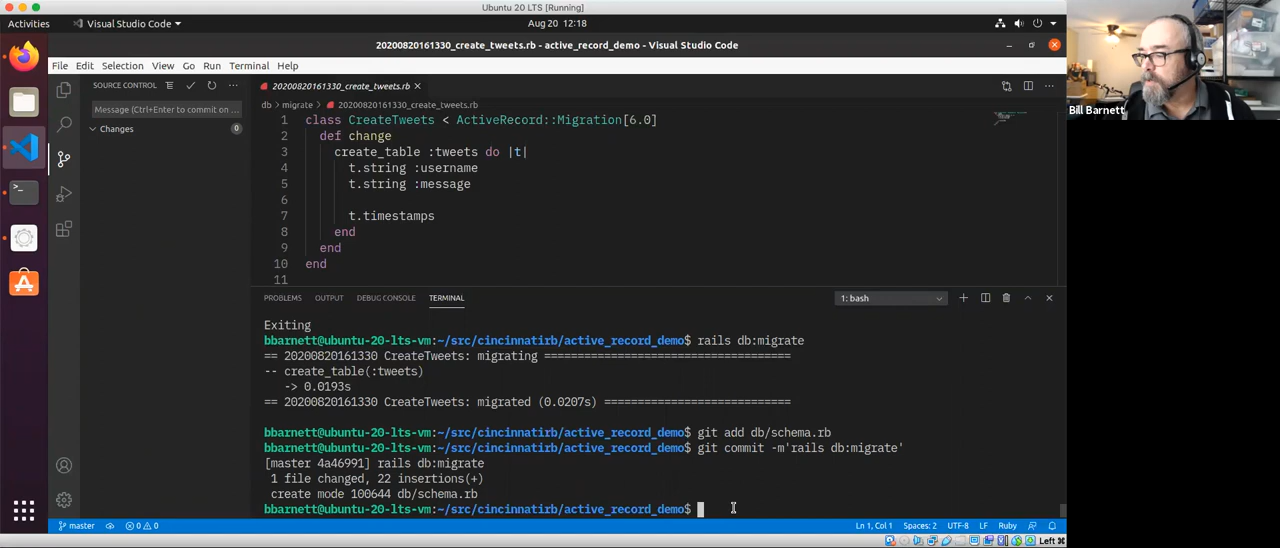 Ubuntu 20 LTS [Running]
Activities
Visual Studio Code
Aug 20 12:18
20200820161330_create_tweets.rb - active_record_demo - Visual Studio Code
File Edit Selection View Go Run Terminal Help
SOURCE CONTROL
20200820161330_create_tweets.rb
Message (Ctrl+Enter to commit on
db › migrate › 20200820161330_create_tweets.rb
Changes 0
1 class CreateTweets < ActiveRecord::Migration[6.0]
2 def change
3 create_table :tweets do |t|
4 t.string :username
5 t.string :message
6
7 t.timestamps
8 end
9 end
10 end
11
Bill Barnett
PROBLEMS OUTPUT DEBUG CONSOLE TERMINAL
1: bash
Exiting
bbarnett@ubuntu-20-lts-vm:~/src/cincinnatirb/active_record_demo$ rails db:migrate
== 20200820161330 CreateTweets: migrating =====================================
-- create_table(:tweets)
-> 0.0193s
== 20200820161330 CreateTweets: migrated (0.0207s) ============================
bbarnett@ubuntu-20-lts-vm:~/src/cincinnatirb/active_record_demo$ git add db/schema.rb
bbarnett@ubuntu-20-lts-vm:~/src/cincinnatirb/active_record_demo$ git commit -m'rails db:migrate'
[master 4a46991] rails db:migrate
1 file changed, 22 insertions(+)
create mode 100644 db/schema.rb
bbarnett@ubuntu-20-lts-vm:~/src/cincinnatirb/active_record_demo$
master
0 0
Ln 1, Col 1 Spaces: 2 UTF-8 LF Ruby
Left ⌘